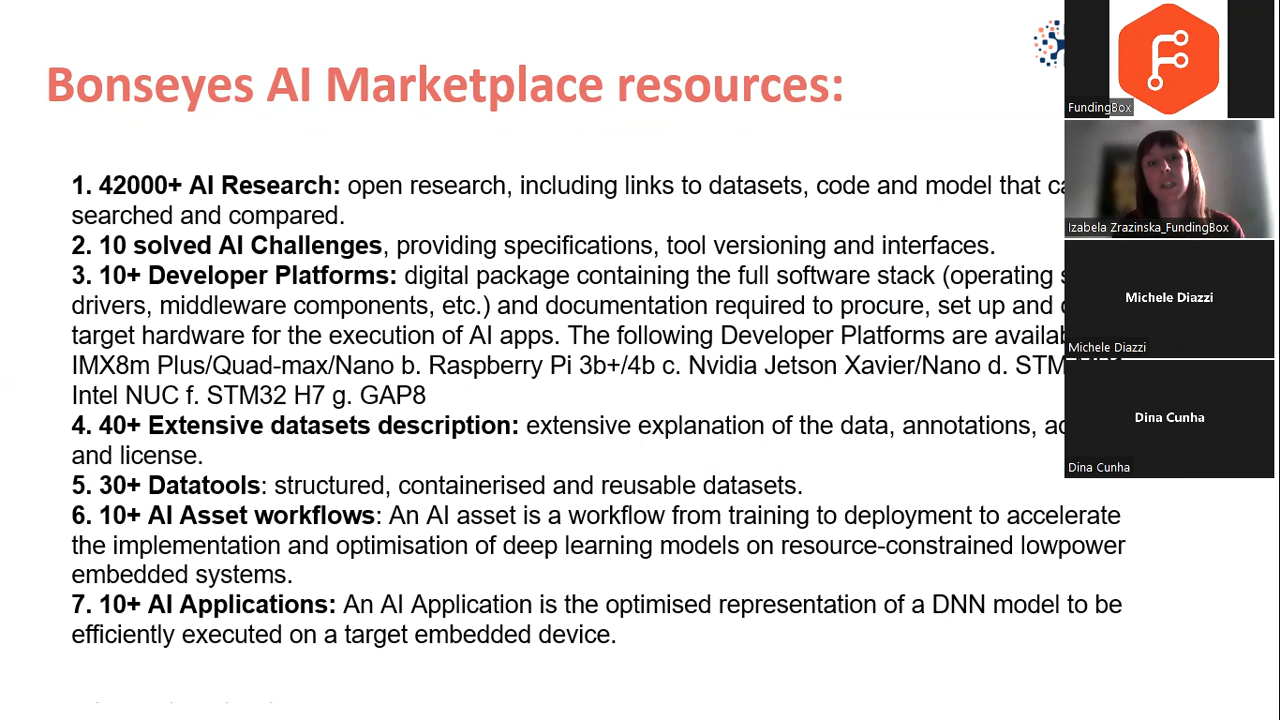 Bonseyes AI Marketplace resources:
1. 42000+ AI Research: open research, including links to datasets, code and model that
searched and compared.
2. 10 solved AI Challenges, providing specifications, tool versioning and interfaces.
3. 10+ Developer Platforms: digital package containing the full software stack (operating
drivers, middleware components, etc.) and documentation required to procure, set up and
target hardware for the execution of AI apps. The following Developer Platforms are
IMX8m Plus/Quad-max/Nano b. Raspberry Pi 3b+/4b c. Nvidia Jetson Xavier/Nano d.
Intel NUC f. STM32 H7 g. GAP8
4. 40+ Extensive datasets description: extensive explanation of the data, annotations,
and license.
5. 30+ Datatools: structured, containerised and reusable datasets.
6. 10+ AI Asset workflows: An AI asset is a workflow from training to deployment to accelerate
the implementation and optimisation of deep learning models on resource-constrained lowpower
embedded systems.
7. 10+ AI Applications: An AI Application is the optimised representation of a DNN model to be
efficiently executed on a target embedded device.
FundingBox
Izabela Zrazinska_FundingBox
Michele Diazzi
Michele Diazzi
Dina Cunha
Dina Cunha